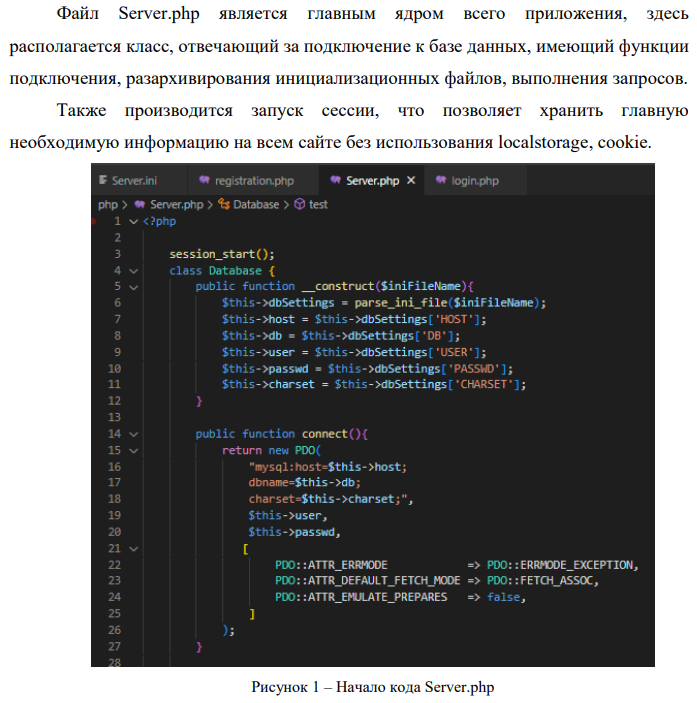 Файл Server.php является главным ядром всего приложения, здесь
располагается класс, отвечающий за подключение к базе данных, имеющий функции
подключения, разархивирования инициализационных файлов, выполнения запросов.
Также производится запуск сессии, что позволяет хранить главную
необходимую информацию на всем сайте без использования localstorage, cookie.
Server.ini registration.php Server.php × login.php
php > Server.php > Database > test
1 <?php
2
3 session_start();
4 class Database {
5 public function __construct($iniFileName){
6 $this->dbSettings = parse_ini_file($iniFileName);
7 $this->host = $this->dbSettings['HOST'];
8 $this->db = $this->dbSettings['DB'];
9 $this->user = $this->dbSettings['USER'];
10 $this->passwd = $this->dbSettings['PASSWD'];
11 $this->charset = $this->dbSettings['CHARSET'];
12 }
13
14 public function connect(){
15 return new PDO(
16 "mysql:host=$this->host;
17 dbname=$this->db;
18 charset=$this->charset;",
19 $this->user,
20 $this->passwd,
21 [
22 PDO::ATTR_ERRMODE => PDO::ERRMODE_EXCEPTION,
23 PDO::ATTR_DEFAULT_FETCH_MODE => PDO::FETCH_ASSOC,
24 PDO::ATTR_EMULATE_PREPARES => false,
25 ]
26 );
27 }
28
Рисунок 1 – Начало кода Server.php